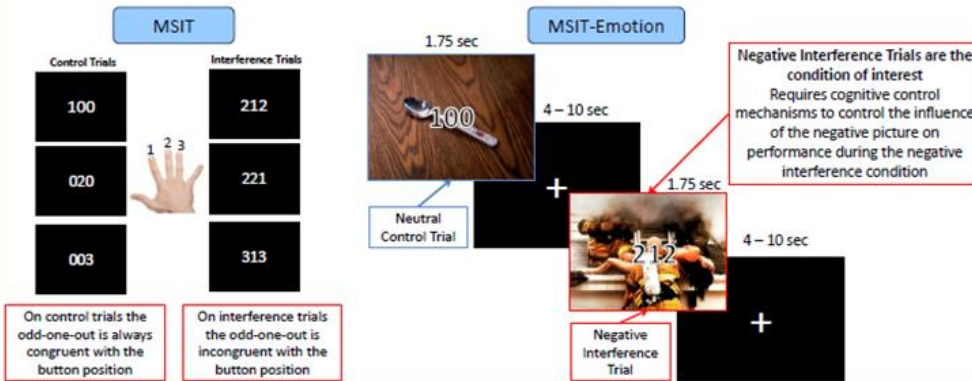 MSIT
Control Trials
100
020
003
1 2 3
Interference Trials
212
221
313
On control trials the
odd-one-out is always
congruent with the
button position
On interference trials
the odd-one-out is
incongruent with the
button position
MSIT-Emotion
1.75 sec
100
Neutral
Control Trial
4 – 10 sec
+
1.75 sec
212
Negative
Interference
Trial
4 – 10 sec
+
Negative Interference Trials are the
condition of interest
Requires cognitive control
mechanisms to control the influence
of the negative picture on
performance during the negative
interference condition